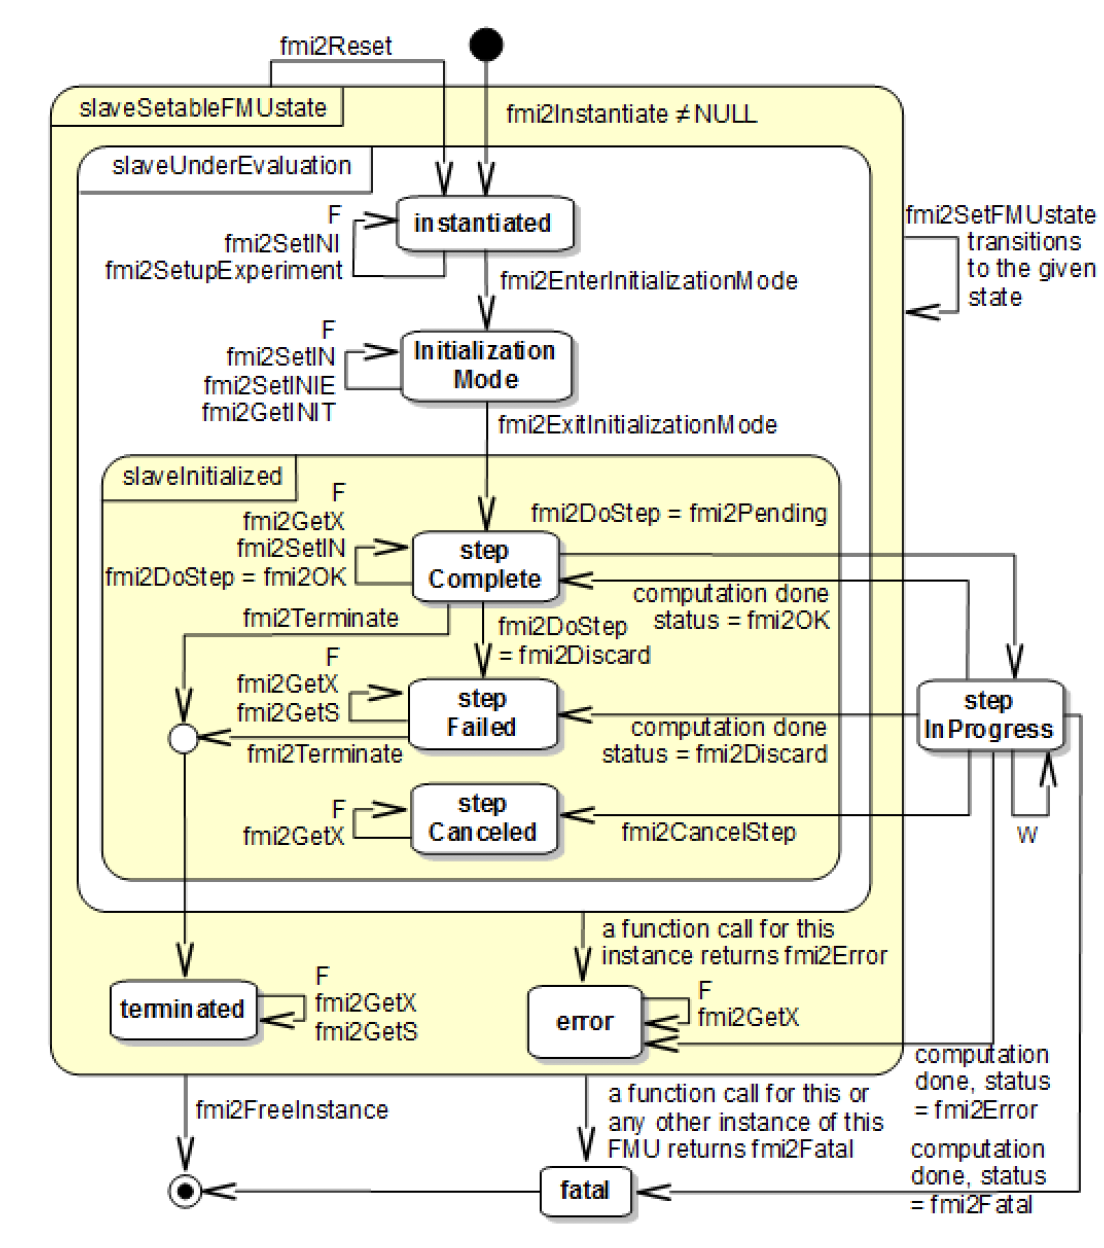 fmi2Reset
slaveSetableFMUstate
fmi2Instantiate ≠ NULL
slaveUnderEvaluation
instantiated
F
fmi2SetINI
fmi2SetupExperiment
fmi2SetFMUstate
transitions
to the given
state
fmi2EnterInitializationMode
F
fmi2SetIN
fmi2SetINIE
fmi2GetINIT
Initialization
Mode
fmi2ExitInitializationMode
slaveInitialized
F
fmi2GetX
fmi2SetIN
fmi2DoStep = fmi2OK
fmi2DoStep = fmi2Pending
step
Complete
computation done
status = fmi2OK
fmi2Terminate
fmi2DoStep
= fmi2Discard
F
fmi2GetX
fmi2GetS
step
Failed
step
InProgress
computation done
status = fmi2Discard
fmi2Terminate
F
fmi2GetX
step
Canceled
fmi2CancelStep
W
a function call for this
instance returns fmi2Error
terminated
F
fmi2GetX
fmi2GetS
error
F
fmi2GetX
computation
done, status
= fmi2Error
fmi2FreeInstance
a function call for this or
any other instance of this
FMU returns fmi2Fatal
computation
done, status
= fmi2Fatal
fatal